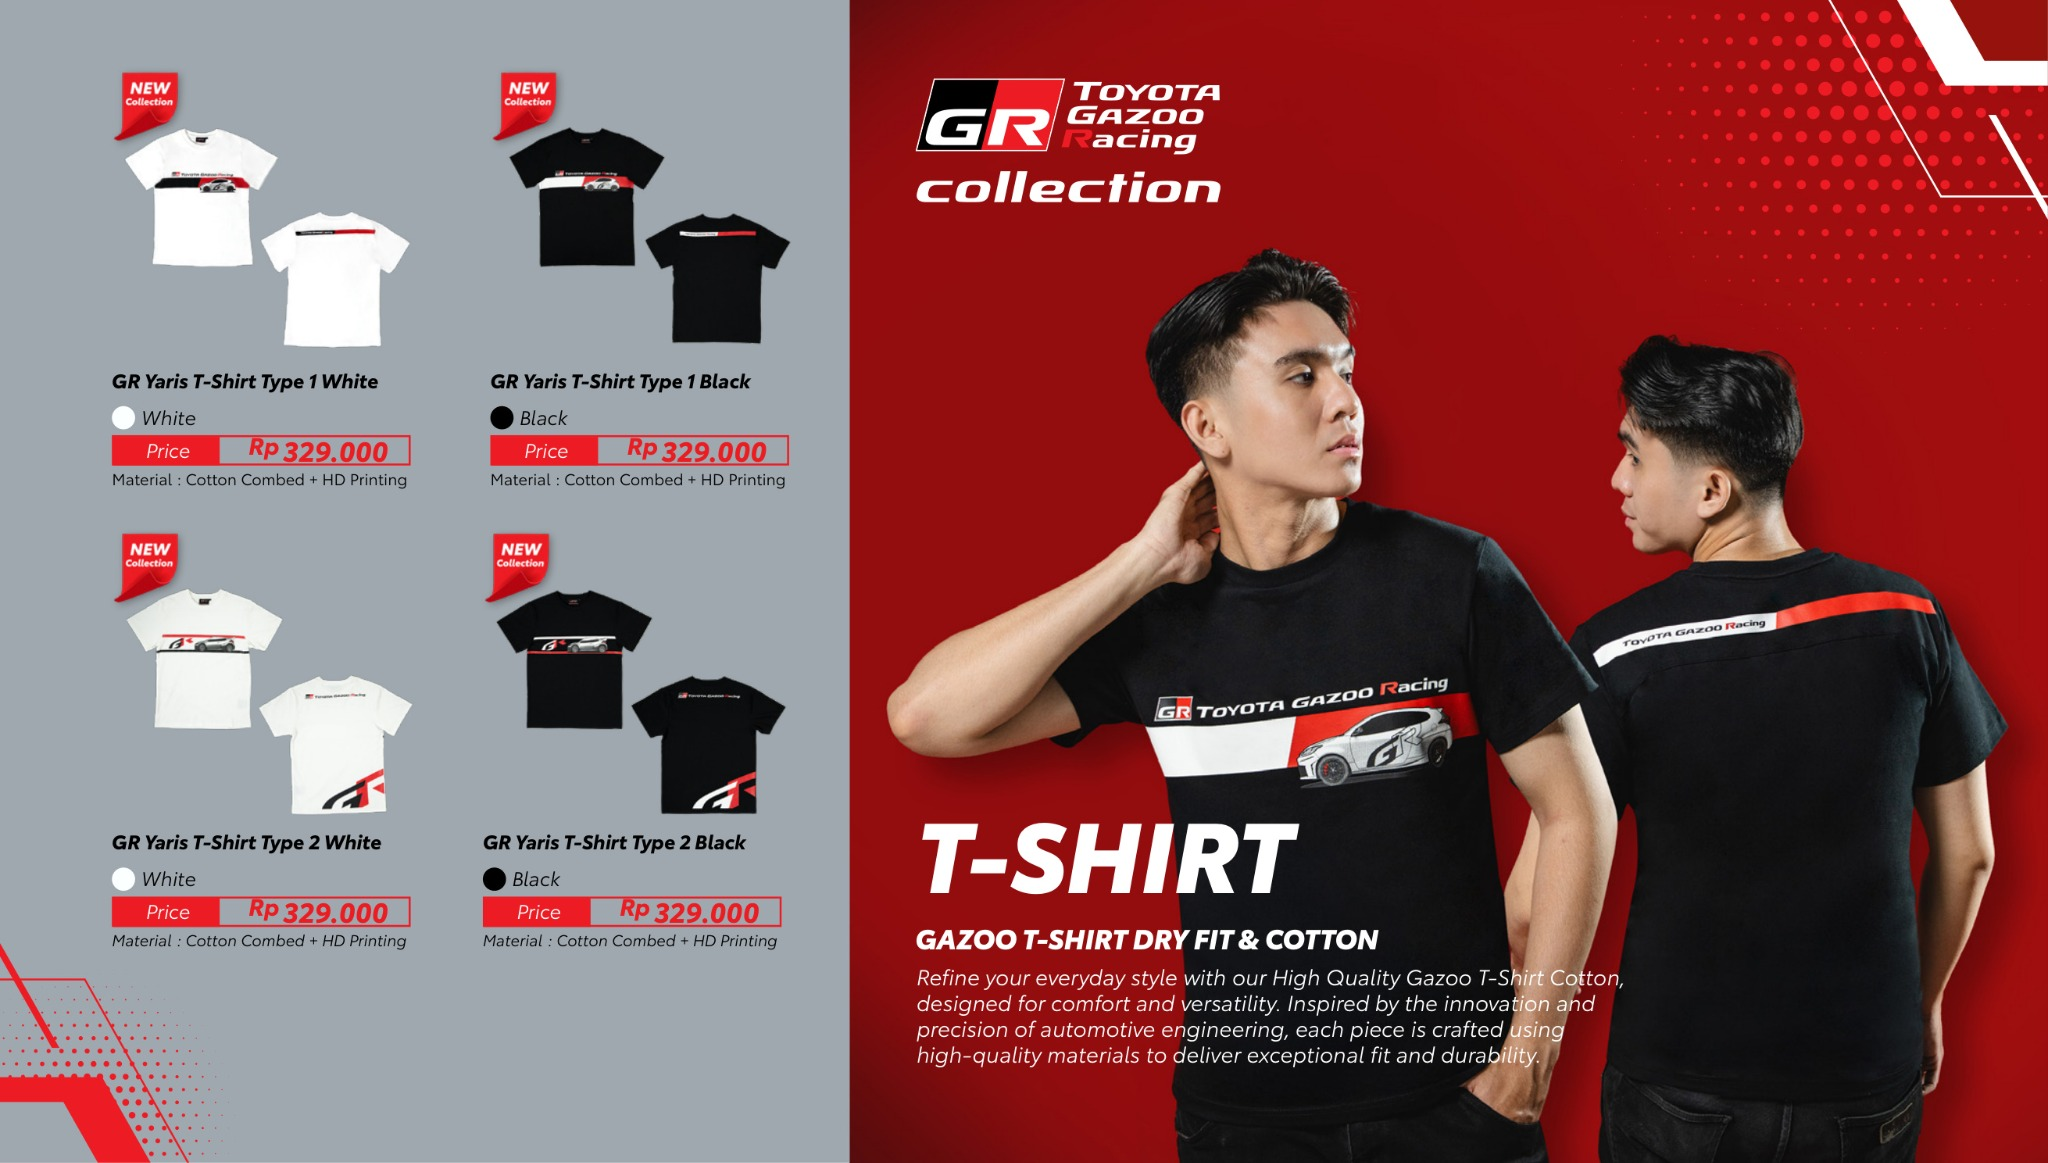 NEW
Collection
GR Yaris T-Shirt Type 1 White
White
Price Rp 329.000
Material : Cotton Combed + HD Printing
NEW
Collection
GR Yaris T-Shirt Type 1 Black
Black
Price Rp 329.000
Material : Cotton Combed + HD Printing
NEW
Collection
GR Yaris T-Shirt Type 2 White
White
Price Rp 329.000
Material : Cotton Combed + HD Printing
NEW
Collection
GR Yaris T-Shirt Type 2 Black
Black
Price Rp 329.000
Material : Cotton Combed + HD Printing
GR TOYOTA
GAZOO
Racing
collection
GR TOYOTA GAZOO Racing
GR
TOYOTA GAZOO Racing
T-SHIRT
GAZOO T-SHIRT DRY FIT & COTTON
Refine your everyday style with our High Quality Gazoo T-Shirt Cotton,
designed for comfort and versatility. Inspired by the innovation and
precision of automotive engineering, each piece is crafted using
high-quality materials to deliver exceptional fit and durability.